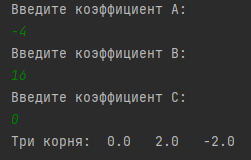 Введите коэффициент А:
-4
Введите коэффициент В:
16
Введите коэффициент С:
0
Три корня:  0.0   2.0   -2.0